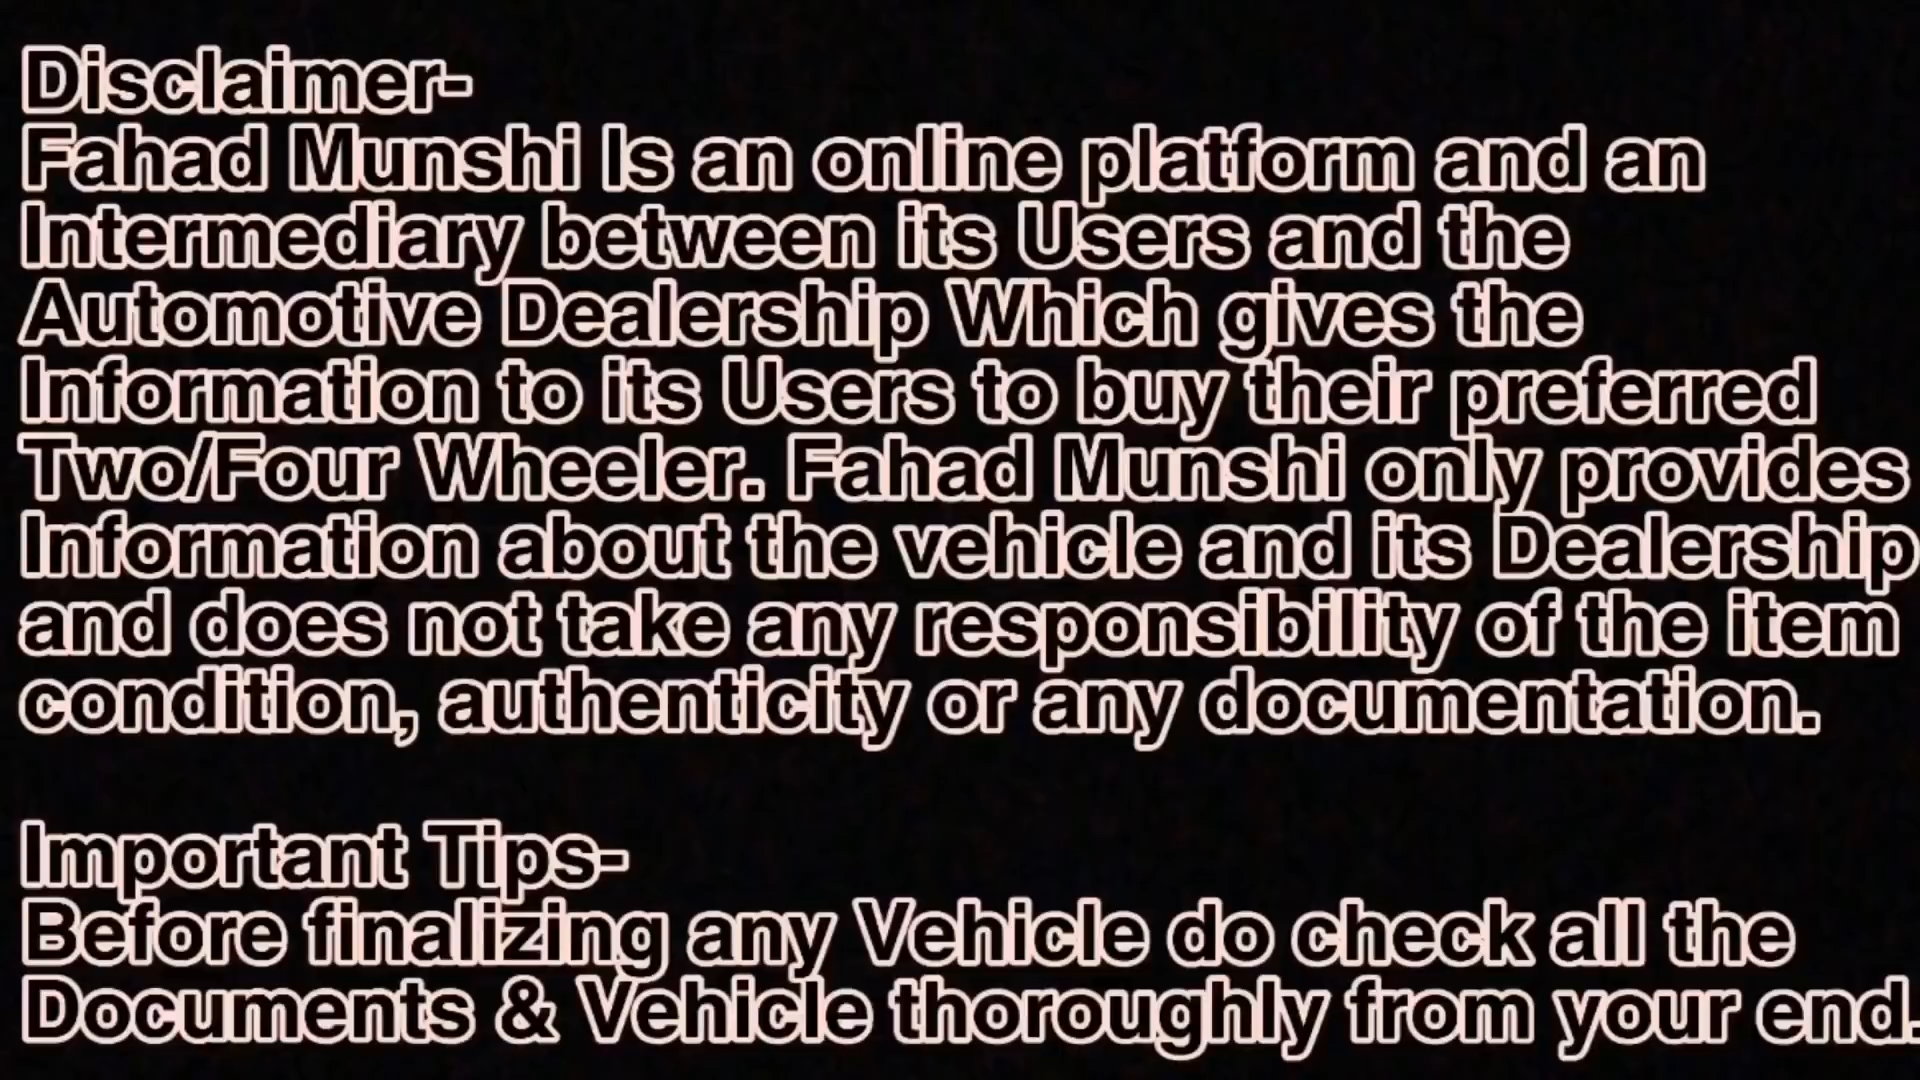 Disclaimer-
Fahad Munshi Is an online platform and an
Intermediary between its Users and the
Automotive Dealership Which gives the
Information to its Users to buy their preferred
Two/Four Wheeler. Fahad Munshi only provides
Information about the vehicle and its Dealership
and does not take any responsibility of the item
condition, authenticity or any documentation.
Important Tips-
Before finalizing any Vehicle do check all the
Documents & Vehicle thoroughly from your end.